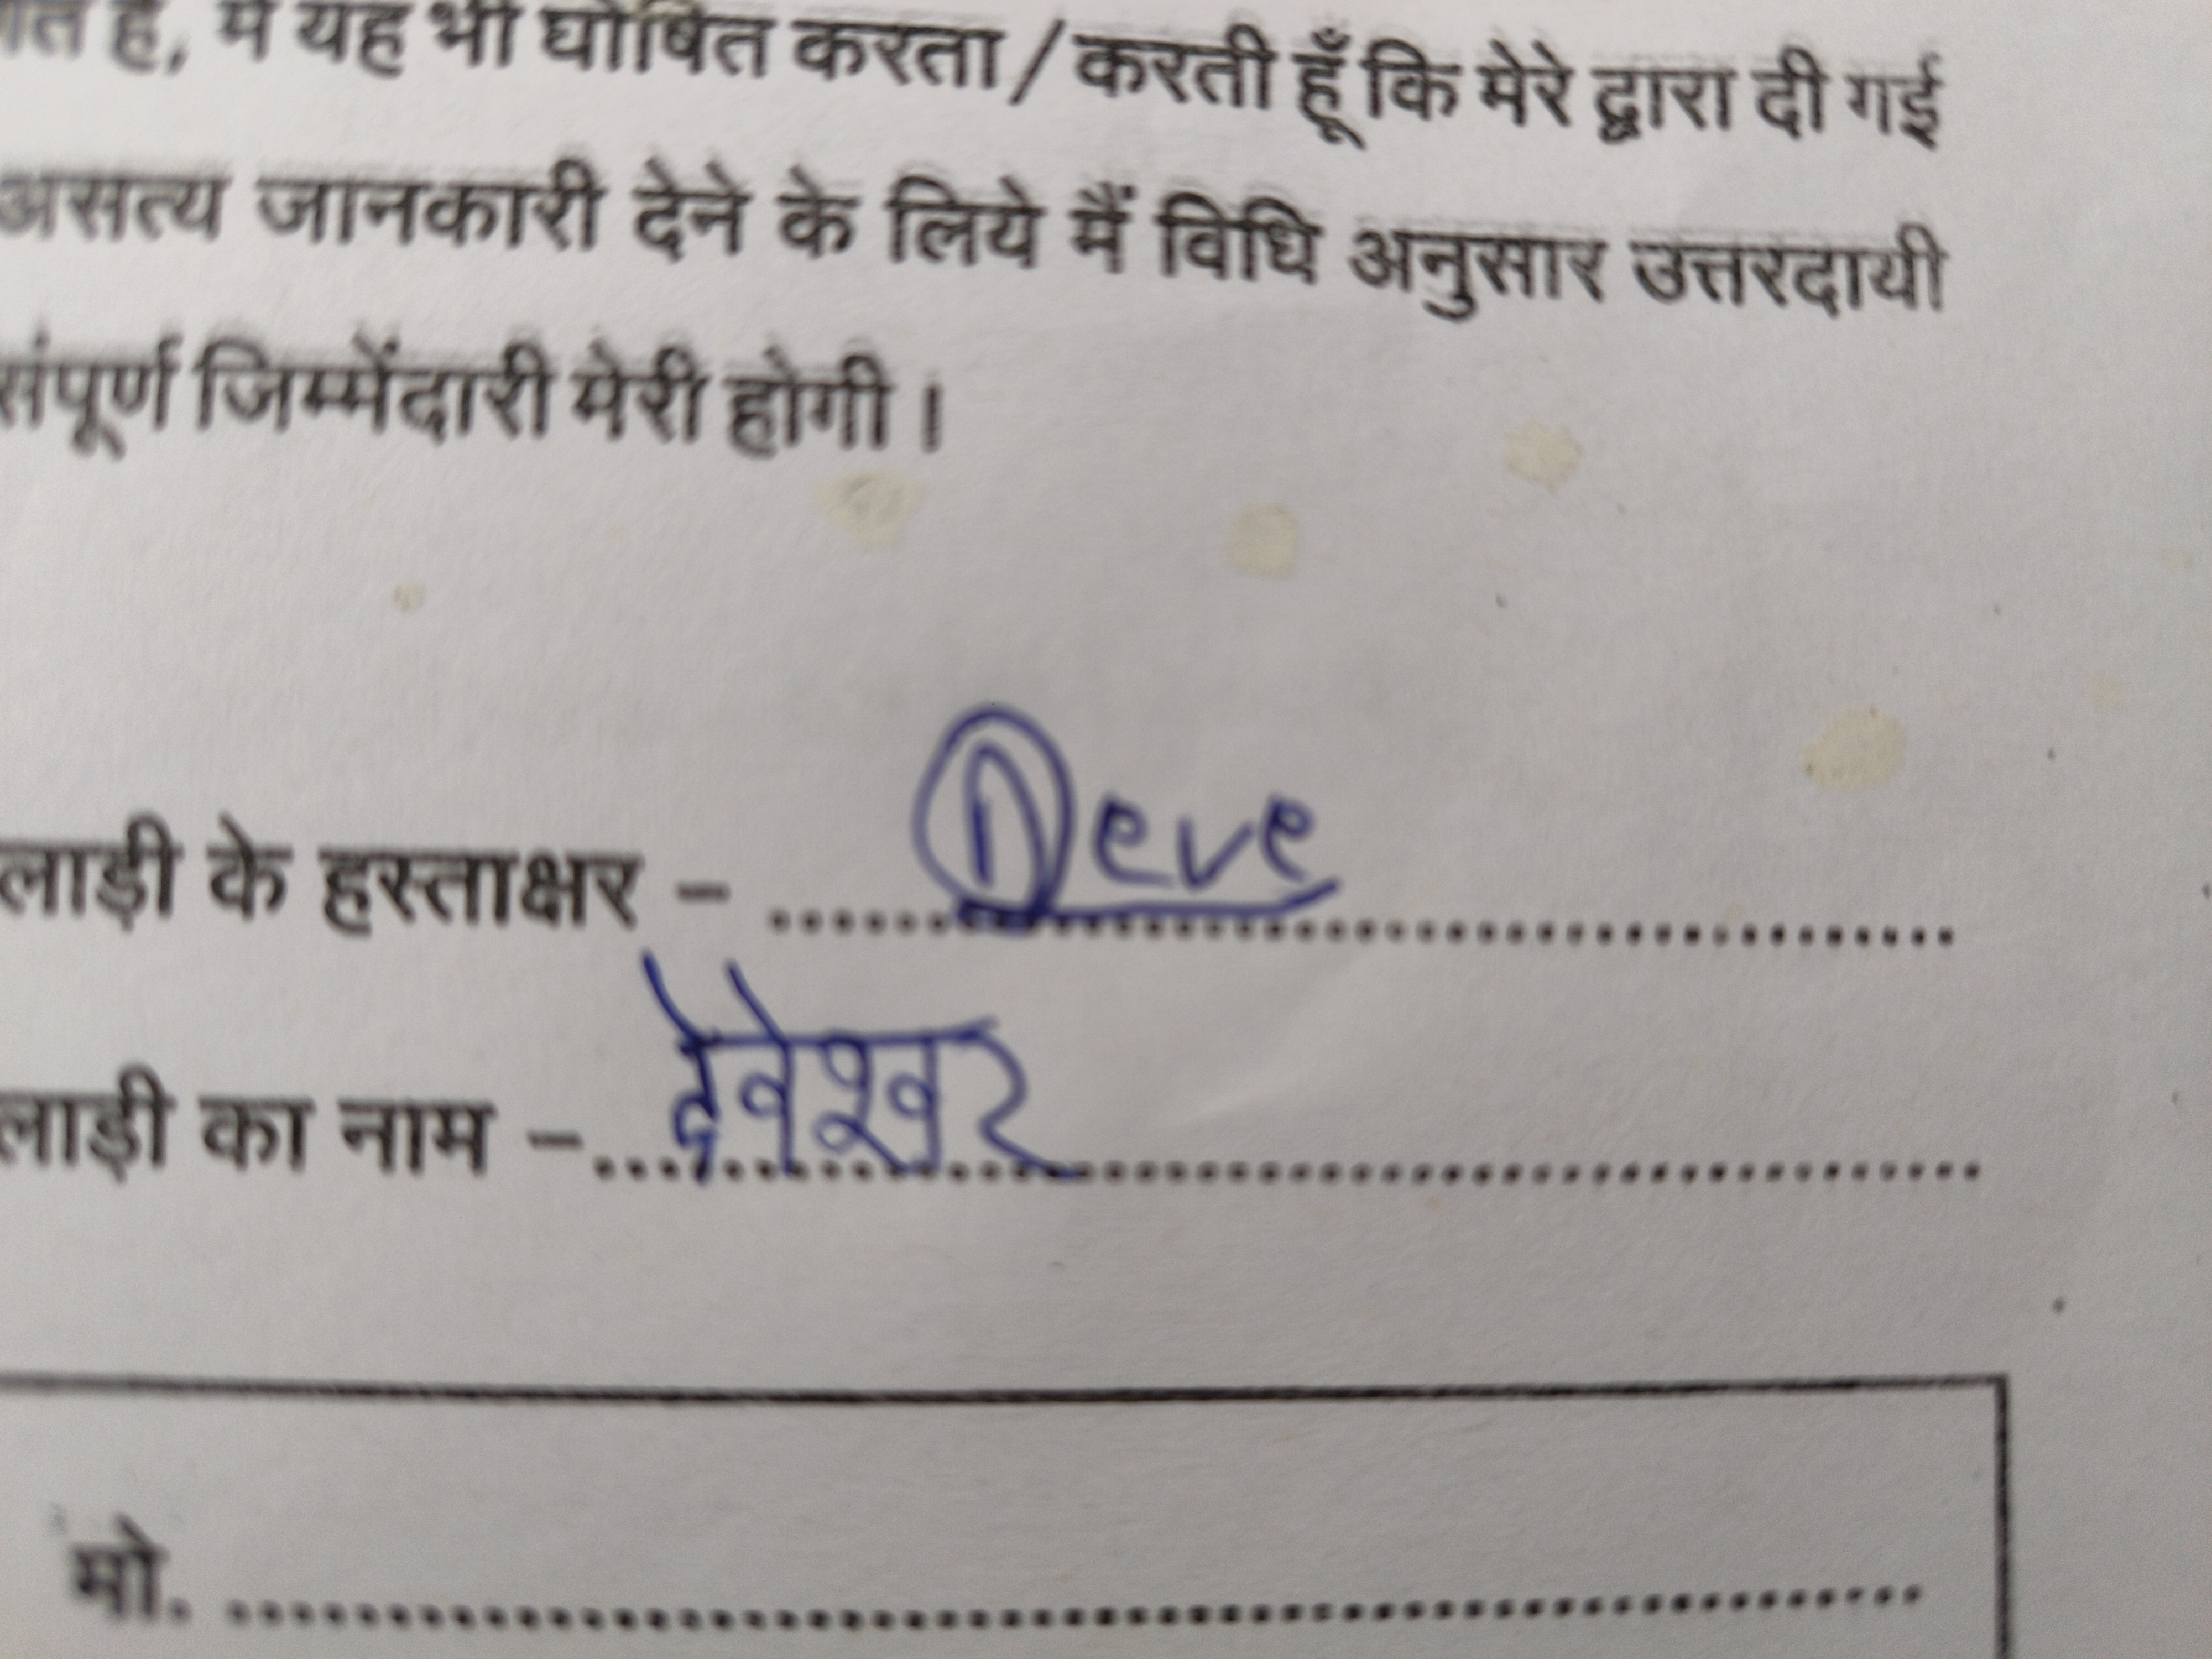 है, मैं यह भी घोषित करता / करती हूँ कि मेरे द्वारा दी गई
असत्य जानकारी देने के लिये मैं विधि अनुसार उत्तरदायी
संपूर्ण जिम्मेंदारी मेरी होगी ।
लाड़ी के हस्ताक्षर – Deve
लाड़ी का नाम – देवेश्वर
मो.